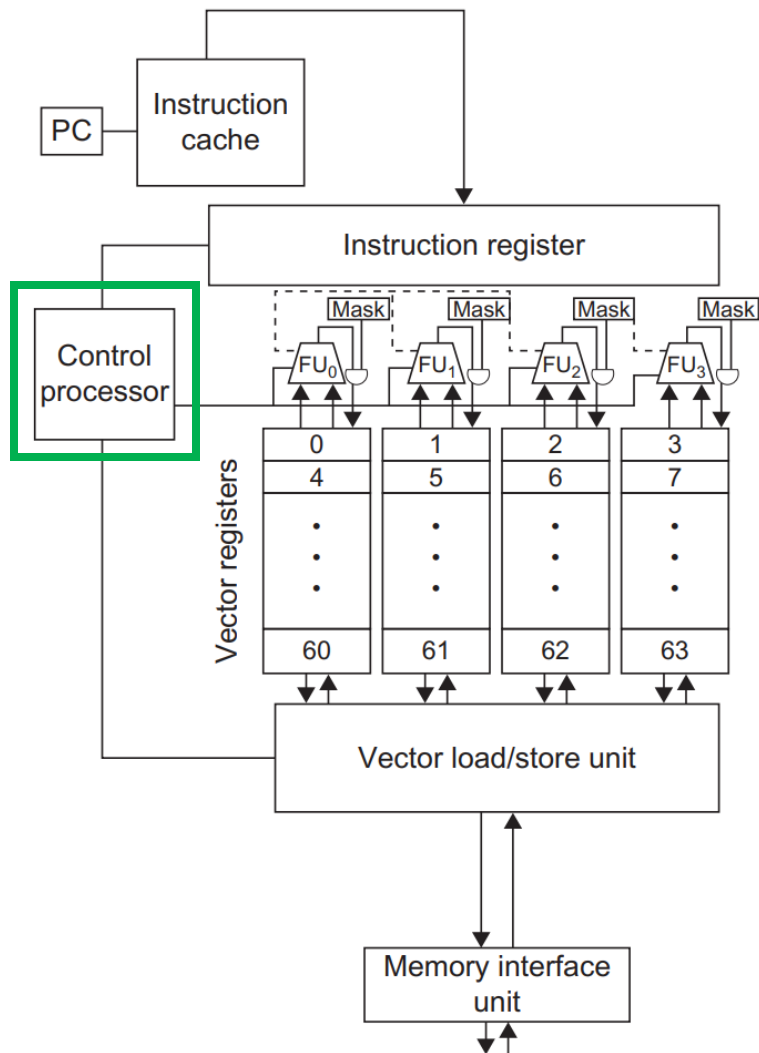 Instruction
cache
PC
Instruction register
Mask
Mask
Mask
Mask
Control
processor
FU0
FU1
FU2
FU3
Vector registers
0
1
2
3
4
5
6
7
60
61
62
63
Vector load/store unit
Memory interface
unit